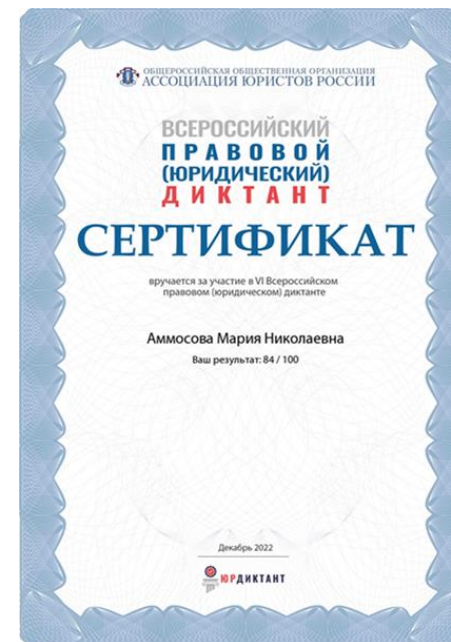 ОБЩЕРОССИЙСКАЯ ОБЩЕСТВЕННАЯ ОРГАНИЗАЦИЯ
АССОЦИАЦИЯ ЮРИСТОВ РОССИИ
ВСЕРОССИЙСКИЙ
ПРАВОВОЙ
(ЮРИДИЧЕСКИЙ)
ДИКТАНТ
СЕРТИФИКАТ
вручается за участие в VI Всероссийском
правовом (юридическом) диктанте
Аммосова Мария Николаевна
Ваш результат: 84 / 100
Декабрь 2022
ЮРДИКТАНТ